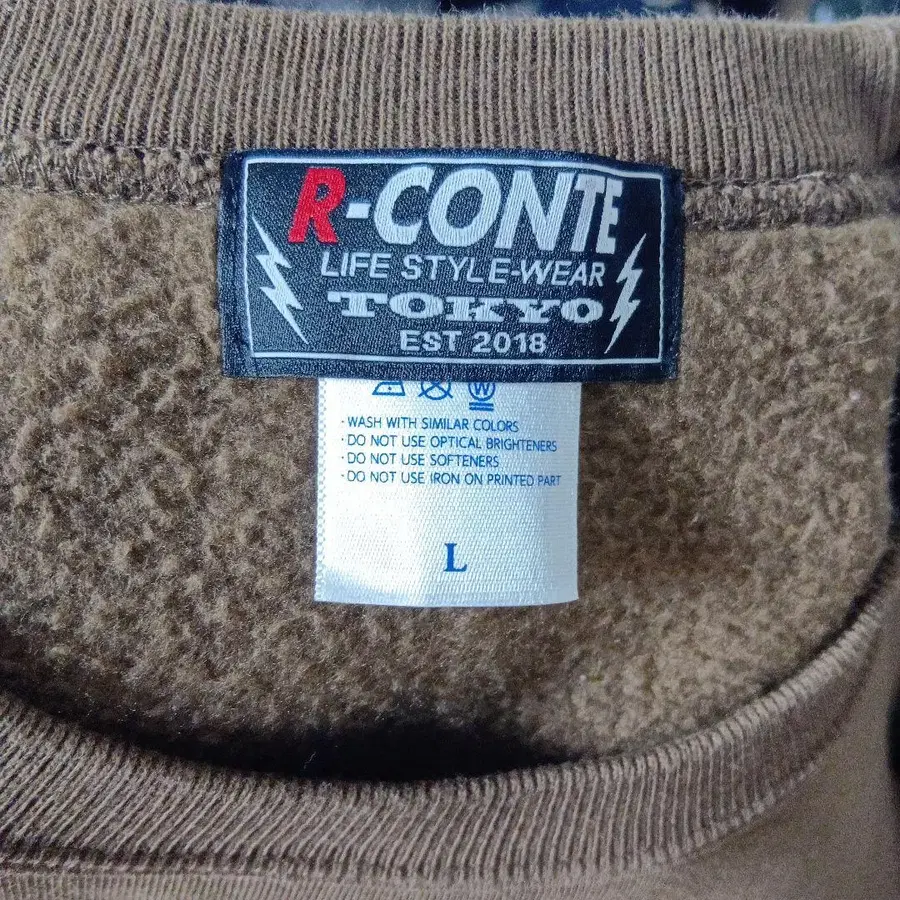 R-CONTE
LIFE STYLE-WEAR
TOKYO
EST 2018
W
· WASH WITH SIMILAR COLORS
· DO NOT USE OPTICAL BRIGHTENERS
· DO NOT USE SOFTENERS
· DO NOT USE IRON ON PRINTED PART
L